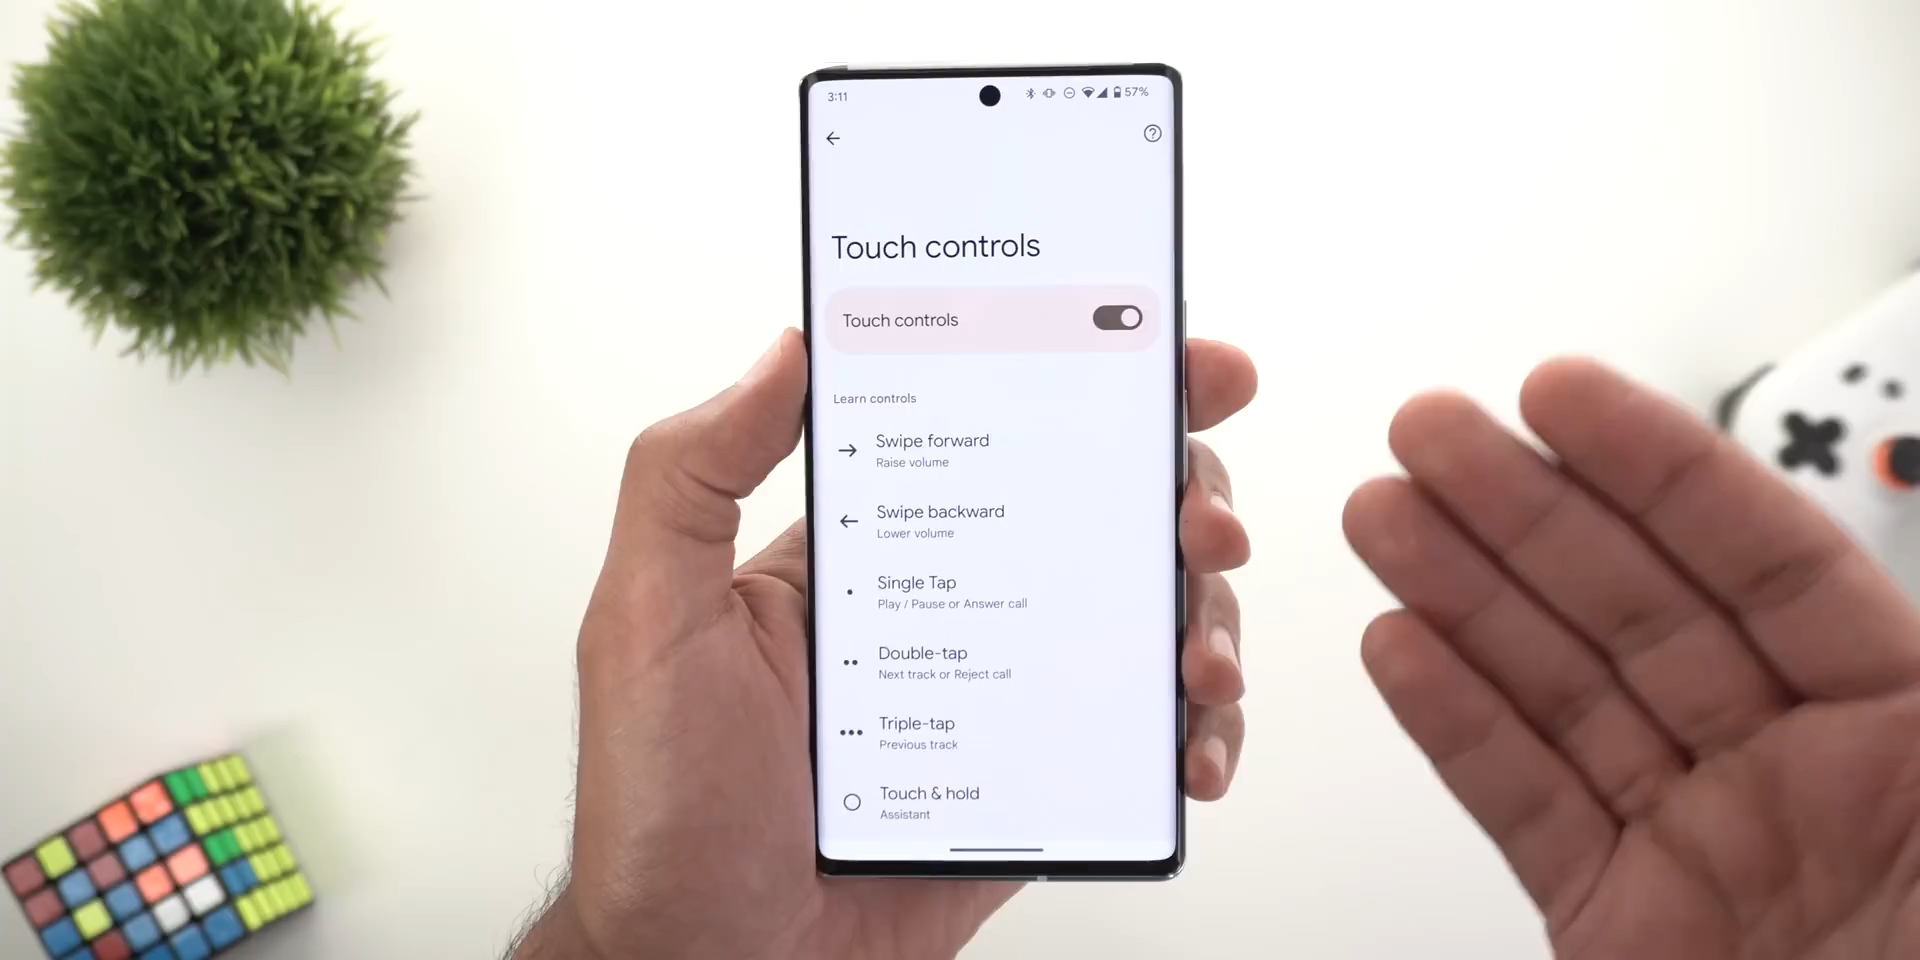 3:11
57%
Touch controls
Touch controls
Learn controls
Swipe forward
Raise volume
Swipe backward
Lower volume
Single Tap
Play / Pause or Answer call
Double-tap
Next track or Reject call
Triple-tap
Previous track
Touch & hold
Assistant